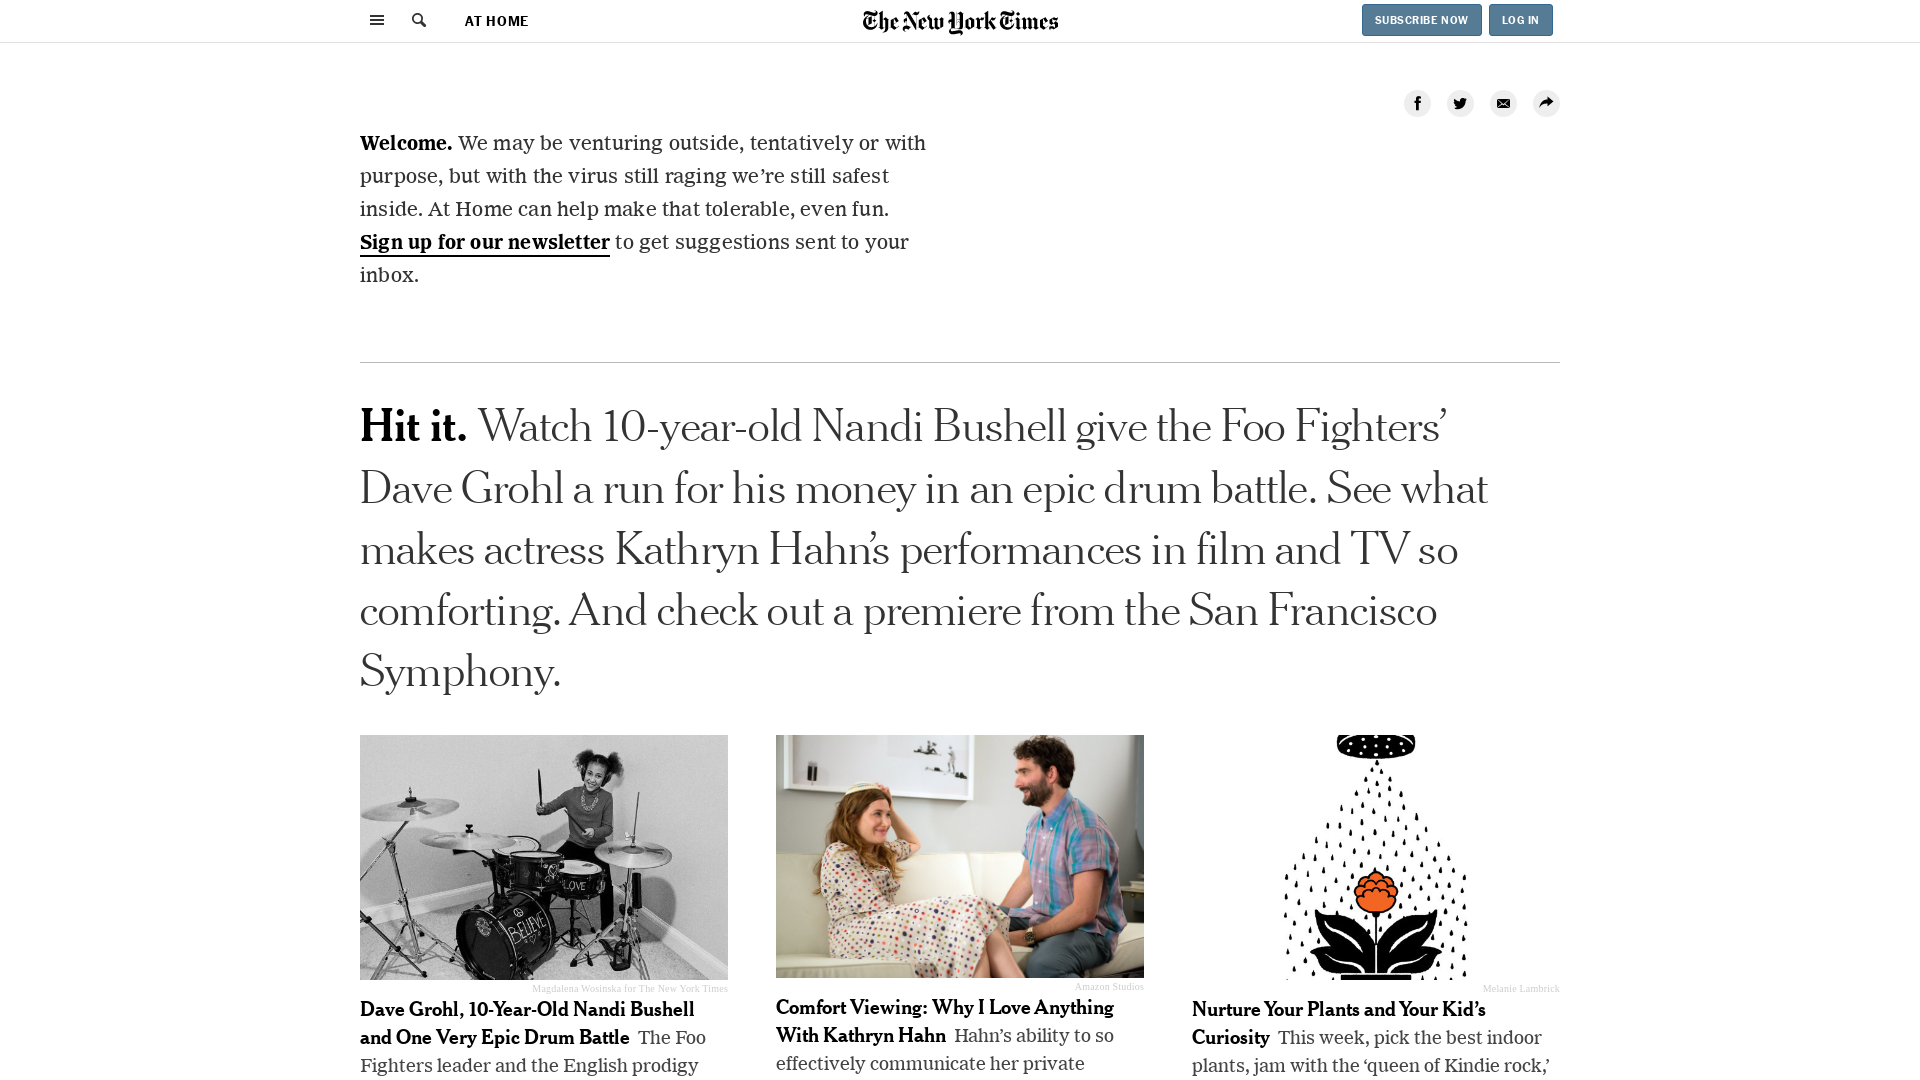 AT HOME
The New York Times
SUBSCRIBE NOW
LOG IN
Welcome. We may be venturing outside, tentatively or with
purpose, but with the virus still raging we’re still safest
inside. At Home can help make that tolerable, even fun.
Sign up for our newsletter to get suggestions sent to your
inbox.
Hit it. Watch 10-year-old Nandi Bushell give the Foo Fighters’
Dave Grohl a run for his money in an epic drum battle. See what
makes actress Kathryn Hahn’s performances in film and TV so
comforting. And check out a premiere from the San Francisco
Symphony.
LOVE
BELIEVE
Magdalena Wosinska for The New York Times
Dave Grohl, 10-Year-Old Nandi Bushell
and One Very Epic Drum Battle The Foo
Fighters leader and the English prodigy
Amazon Studios
Comfort Viewing: Why I Love Anything
With Kathryn Hahn Hahn’s ability to so
effectively communicate her private
Melanie Lambrick
Nurture Your Plants and Your Kid’s
Curiosity This week, pick the best indoor
plants, jam with the ‘queen of Kindie rock,’